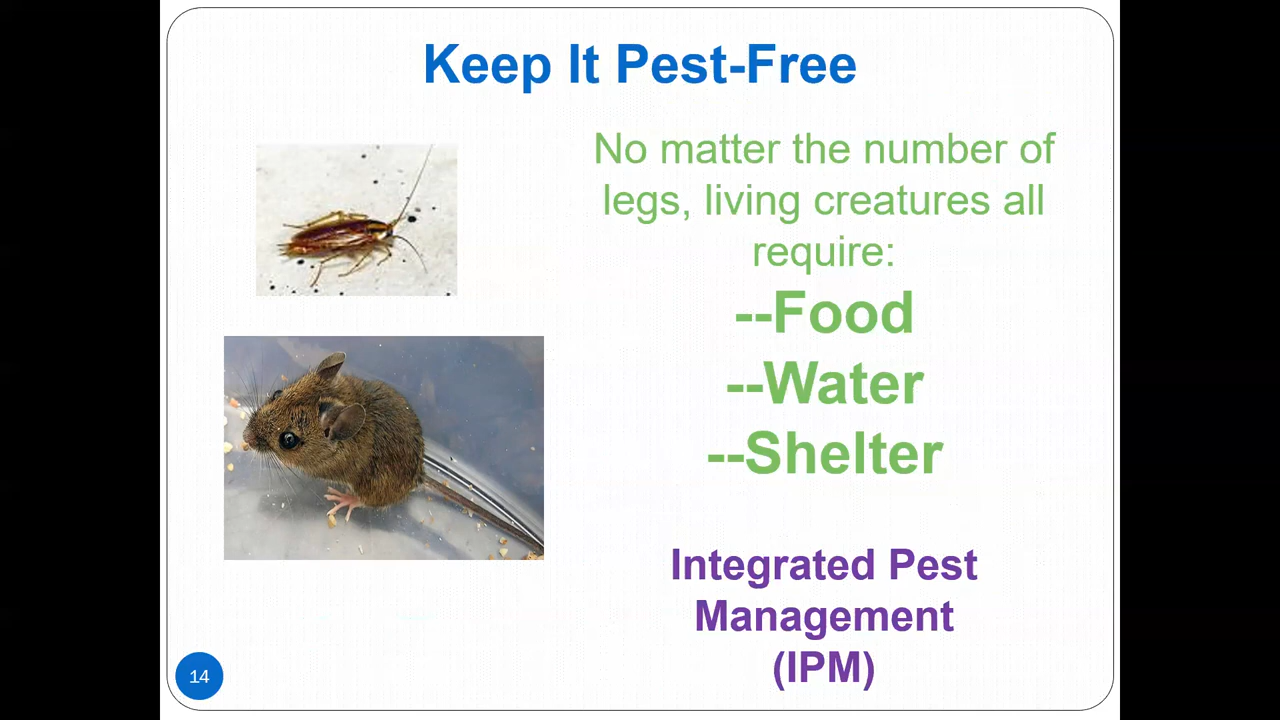 Keep It Pest-Free
No matter the number of
legs, living creatures all
require:
--Food
--Water
--Shelter
Integrated Pest
Management
(IPM)
14